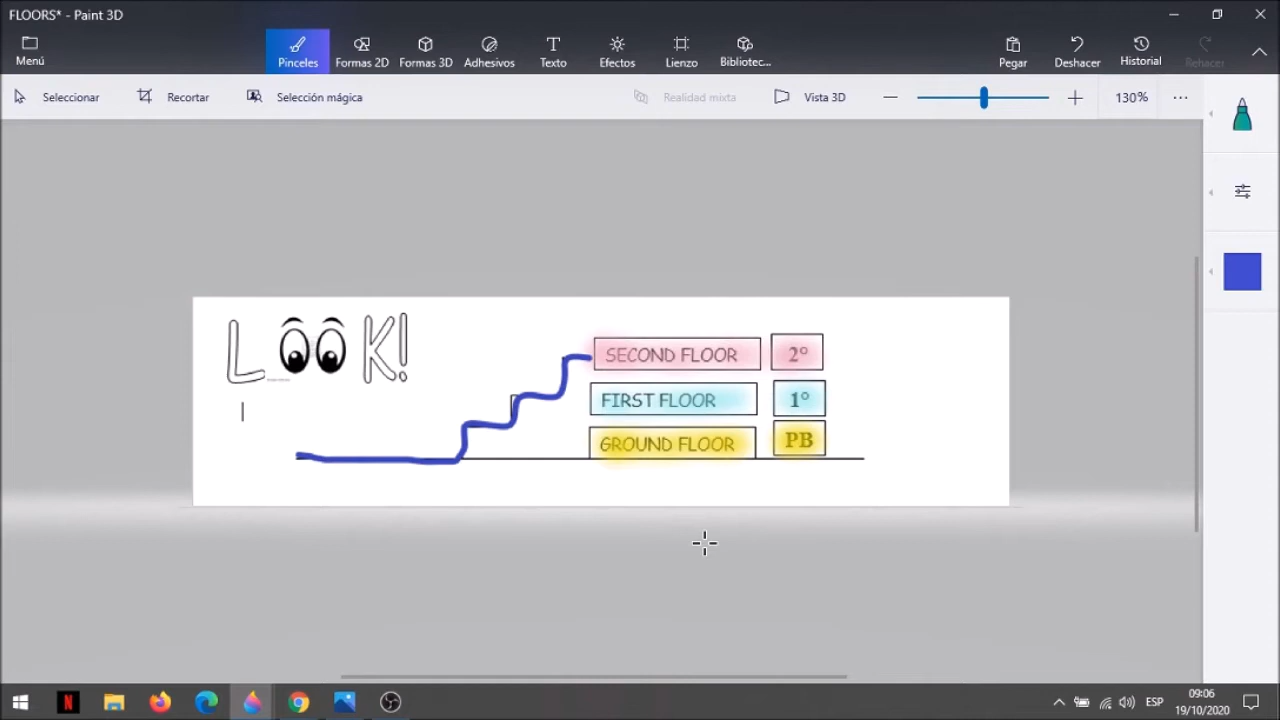 FLOORS* - Paint 3D
Menú
Pinceles
Formas 2D
Formas 3D
Adhesivos
Texto
Efectos
Lienzo
Bibliotec...
Pegar
Deshacer
Historial
Rehacer
Seleccionar
Recortar
Selección mágica
Realidad mixta
Vista 3D
130%
LOOK!
SECOND FLOOR 2°
FIRST FLOOR 1°
GROUND FLOOR PB
ESP
09:06
19/10/2020